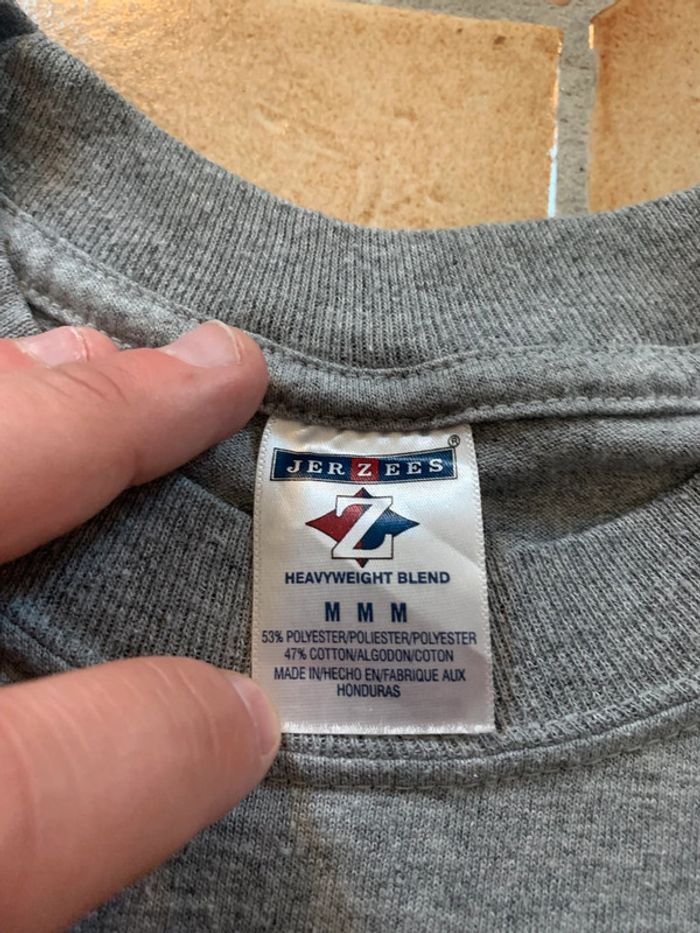 JERZEES®
Z
HEAVYWEIGHT BLEND
M M M
53% POLYESTER/POLIESTER/POLYESTER
47% COTTON/ALGODON/COTON
MADE IN/HECHO EN/FABRIQUE AUX
HONDURAS